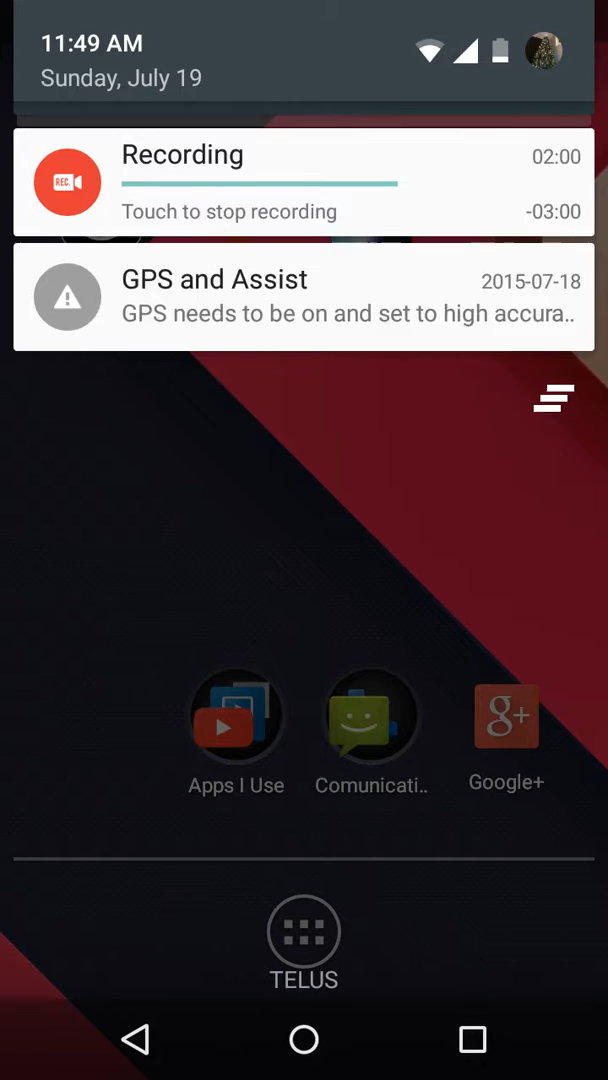 11:49 AM
Sunday, July 19
Recording 02:00
REC.
Touch to stop recording -03:00
GPS and Assist 2015-07-18
GPS needs to be on and set to high accura..
g+
Apps I Use Comunicati.. Google+
TELUS